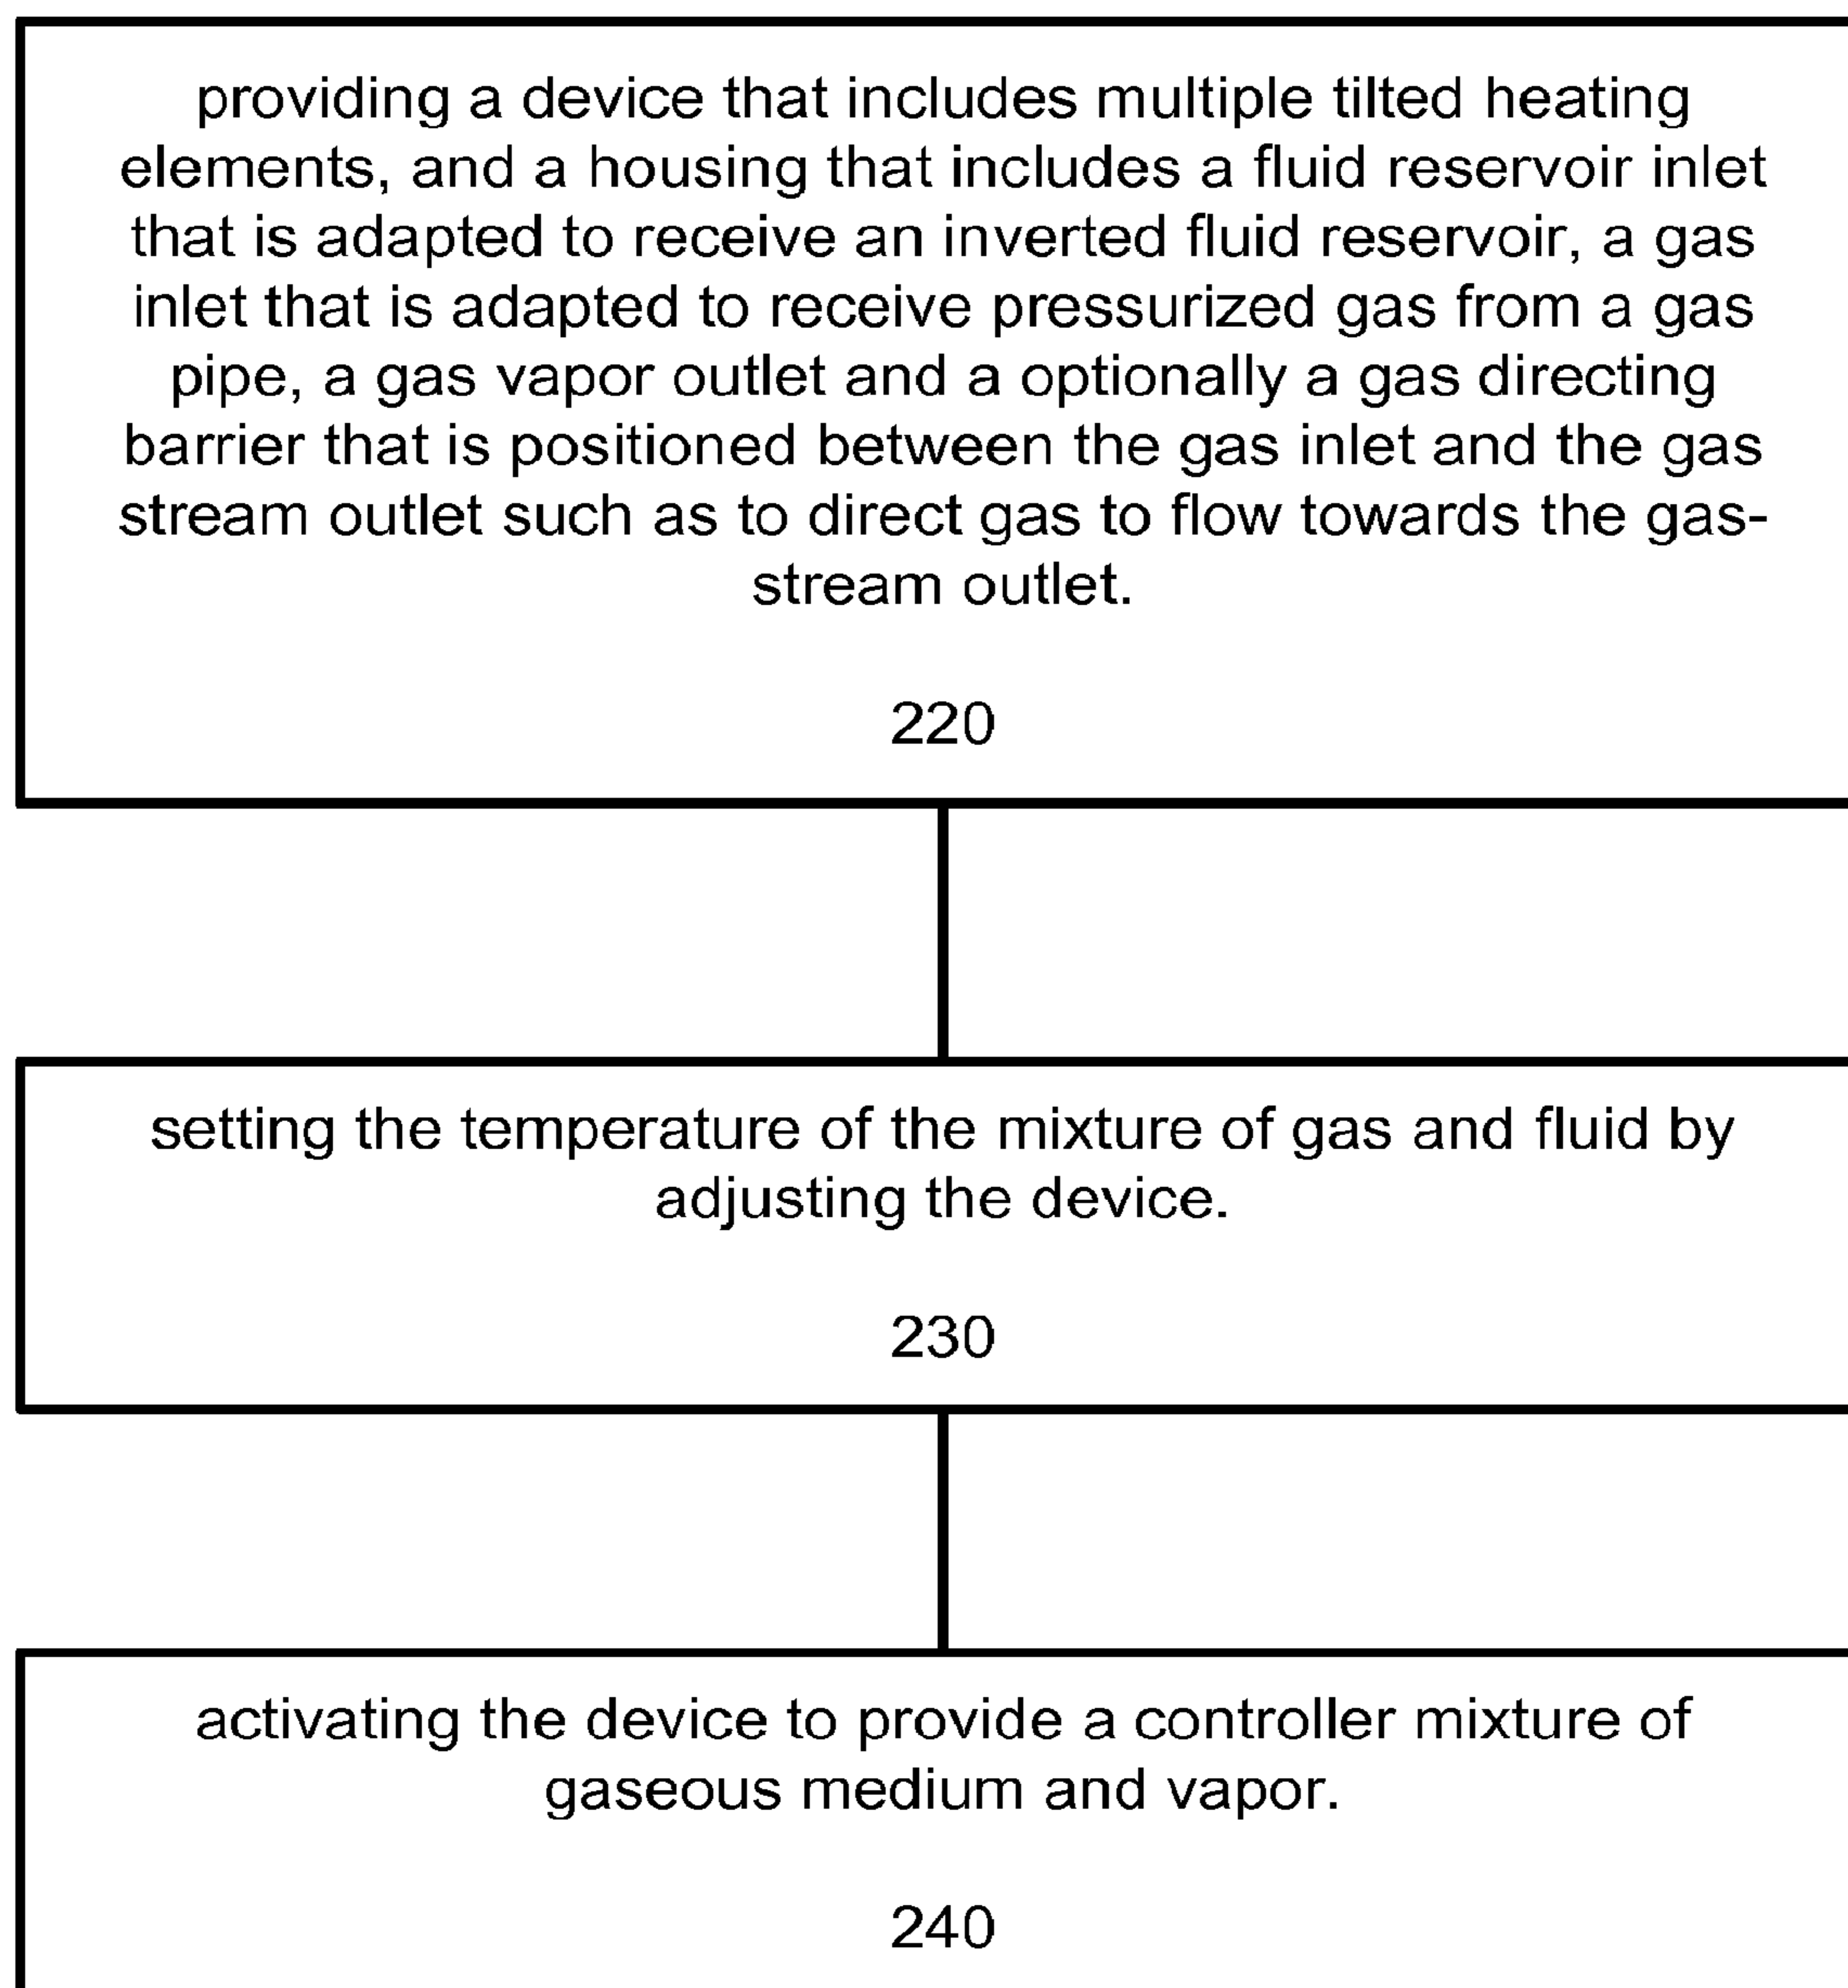 providing a device that includes multiple tilted heating
elements, and a housing that includes a fluid reservoir inlet
that is adapted to receive an inverted fluid reservoir, a gas
inlet that is adapted to receive pressurized gas from a gas
pipe, a gas vapor outlet and a optionally a gas directing
barrier that is positioned between the gas inlet and the gas
stream outlet such as to direct gas to flow towards the gas-
stream outlet.
220
setting the temperature of the mixture of gas and fluid by
adjusting the device.
230
activating the device to provide a controller mixture of
gaseous medium and vapor.
240